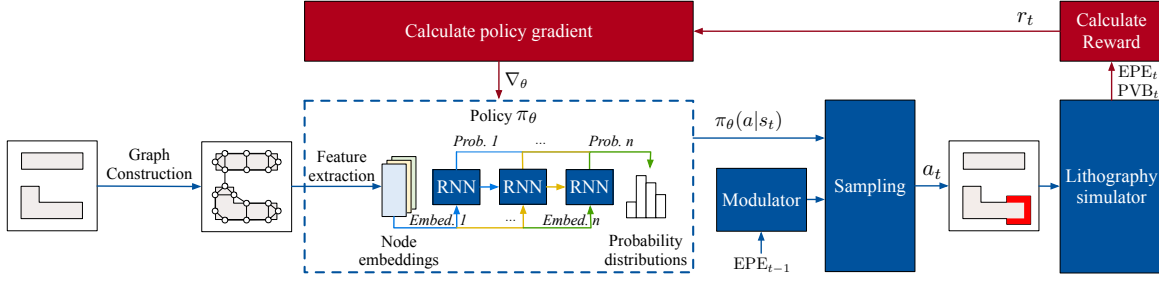 Calculate policy gradient
r_t
Calculate
Reward
∇_θ
EPE_t
PVB_t
Policy π_θ
π_θ(a|s_t)
Prob. 1
...
Prob. n
Graph
Construction
Feature
extraction
RNN
RNN
RNN
Modulator
Sampling
a_t
Lithography
simulator
Embed. 1
...
Embed. n
Node
embeddings
Probability
distributions
EPE_{t−1}